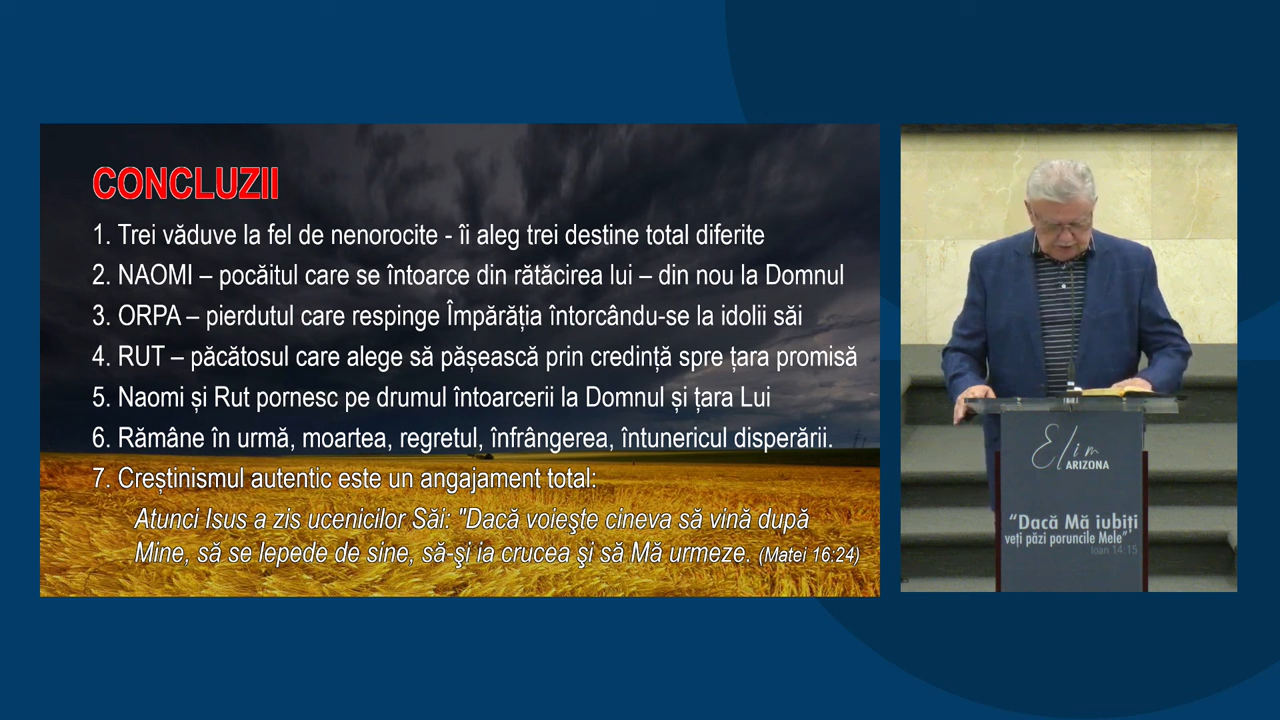 CONCLUZII
1. Trei văduve la fel de nenorocite - îi aleg trei destine total diferite
2. NAOMI – pocăitul care se întoarce din rătăcirea lui – din nou la Domnul
3. ORPA – pierdutul care respinge Împărăția întorcându-se la idolii săi
4. RUT – păcătosul care alege să pășească prin credință spre țara promisă
5. Naomi și Rut pornesc pe drumul întoarcerii la Domnul și țara Lui
6. Rămâne în urmă, moartea, regretul, înfrângerea, întunericul disperării.
7. Creștinismul autentic este un angajament total:
Atunci Isus a zis ucenicilor Săi: "Dacă voieşte cineva să vină după
Mine, să se lepede de sine, să-şi ia crucea şi să Mă urmeze. (Matei 16:24)
Elim
ARIZONA
“Dacă Mă iubiți
veți păzi poruncile Mele”
Ioan 14:15